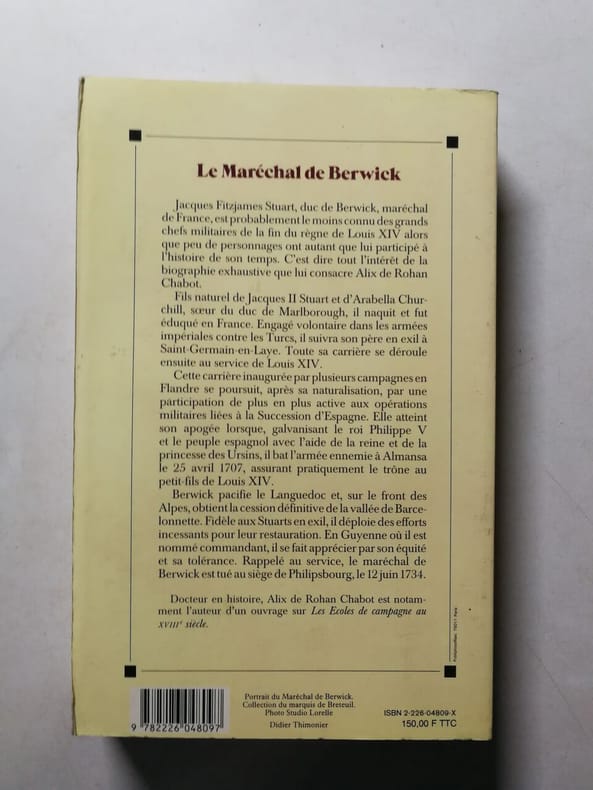 Le Maréchal de Berwick
Jacques Fitzjames Stuart, duc de Berwick, maréchal
de France, est probablement le moins connu des grands
chefs militaires de la fin du règne de Louis XIV alors
que peu de personnages ont autant que lui participé à
l'histoire de son temps. C'est dire tout l'intérêt de la
biographie exhaustive que lui consacre Alix de Rohan
Chabot.
Fils naturel de Jacques II Stuart et d'Arabella Chur-
chill, sœur du duc de Marlborough, il naquit et fut
éduqué en France. Engagé volontaire dans les armées
impériales contre les Turcs, il suivra son père en exil à
Saint-Germain-en-Laye. Toute sa carrière se déroule
ensuite au service de Louis XIV.
Cette carrière inaugurée par plusieurs campagnes en
Flandre se poursuit, après sa naturalisation, par une
participation de plus en plus active aux opérations
militaires liées à la Succession d'Espagne. Elle atteint
son apogée lorsque, galvanisant le roi Philippe V
et le peuple espagnol avec l'aide de la reine et de la
princesse des Ursins, il bat l'armée ennemie à Almansa
le 25 avril 1707, assurant pratiquement le trône au
petit-fils de Louis XIV.
Berwick pacifie le Languedoc et, sur le front des
Alpes, obtient la cession définitive de la vallée de Barce-
lonnette. Fidèle aux Stuarts en exil, il déploie des efforts
incessants pour leur restauration. En Guyenne où il est
nommé commandant, il se fait apprécier par son équité
et sa tolérance. Rappelé au service, le maréchal de
Berwick est tué au siège de Philipsbourg, le 12 juin 1734.
Docteur en histoire, Alix de Rohan Chabot est notam-
ment l'auteur d'un ouvrage sur Les Ecoles de campagne au
XVIIIe siècle.
Portrait du Maréchal de Berwick.
Collection du marquis de Breteuil.
Photo Studio Lorelle
Didier Thimonier
ISBN 2-226-04809-X
150,00 F TTC
9 782226 048097